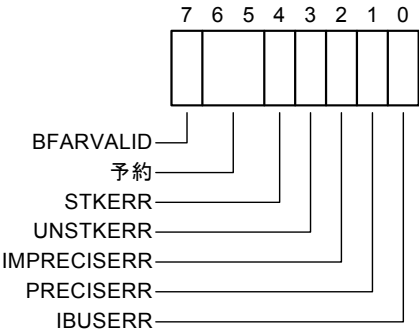 7 6 5 4 3 2 1 0
BFARVALID
予約
STKERR
UNSTKERR
IMPRECISERR
PRECISERR
IBUSERR